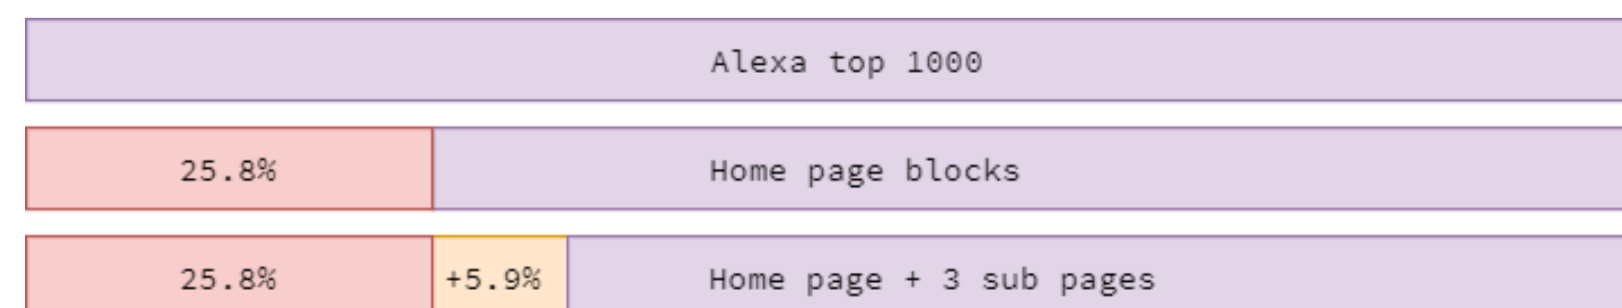 Alexa top 1000
25.8% Home page blocks
25.8% +5.9% Home page + 3 sub pages